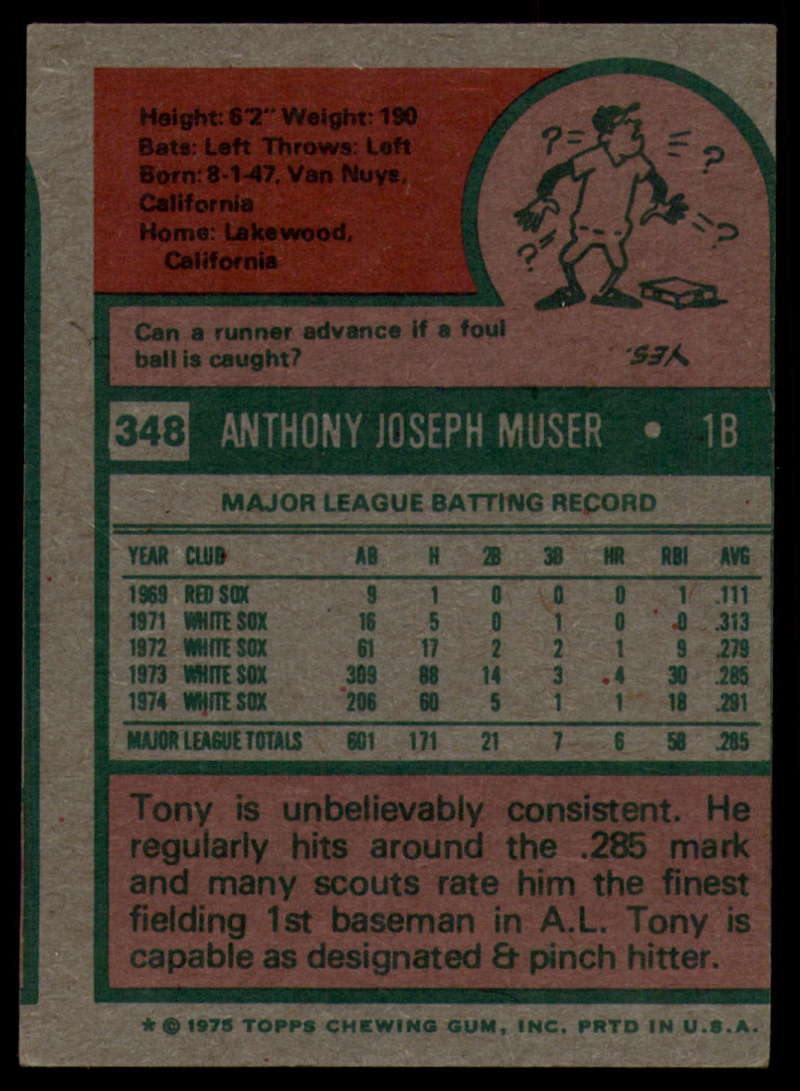 Height: 6'2" Weight: 190
Bats: Left Throws: Left
Born: 8-1-47, Van Nuys,
California
Home: Lakewood,
California
? = = ?
? ?
Can a runner advance if a foul
ball is caught?
YES.
348 ANTHONY JOSEPH MUSER • 1B
MAJOR LEAGUE BATTING RECORD
YEAR CLUB AB H 2B 3B HR RBI AVG
1969 RED SOX 9 1 0 0 0 1 .111
1971 WHITE SOX 16 5 0 1 0 0 .313
1972 WHITE SOX 61 17 2 2 1 9 .279
1973 WHITE SOX 309 88 14 3 4 30 .285
1974 WHITE SOX 206 60 5 1 1 18 .291
MAJOR LEAGUE TOTALS 601 171 21 7 6 58 .285
Tony is unbelievably consistent. He
regularly hits around the .285 mark
and many scouts rate him the finest
fielding 1st baseman in A.L. Tony is
capable as designated & pinch hitter.
* © 1975 TOPPS CHEWING GUM, INC. PRTD IN U.S.A.